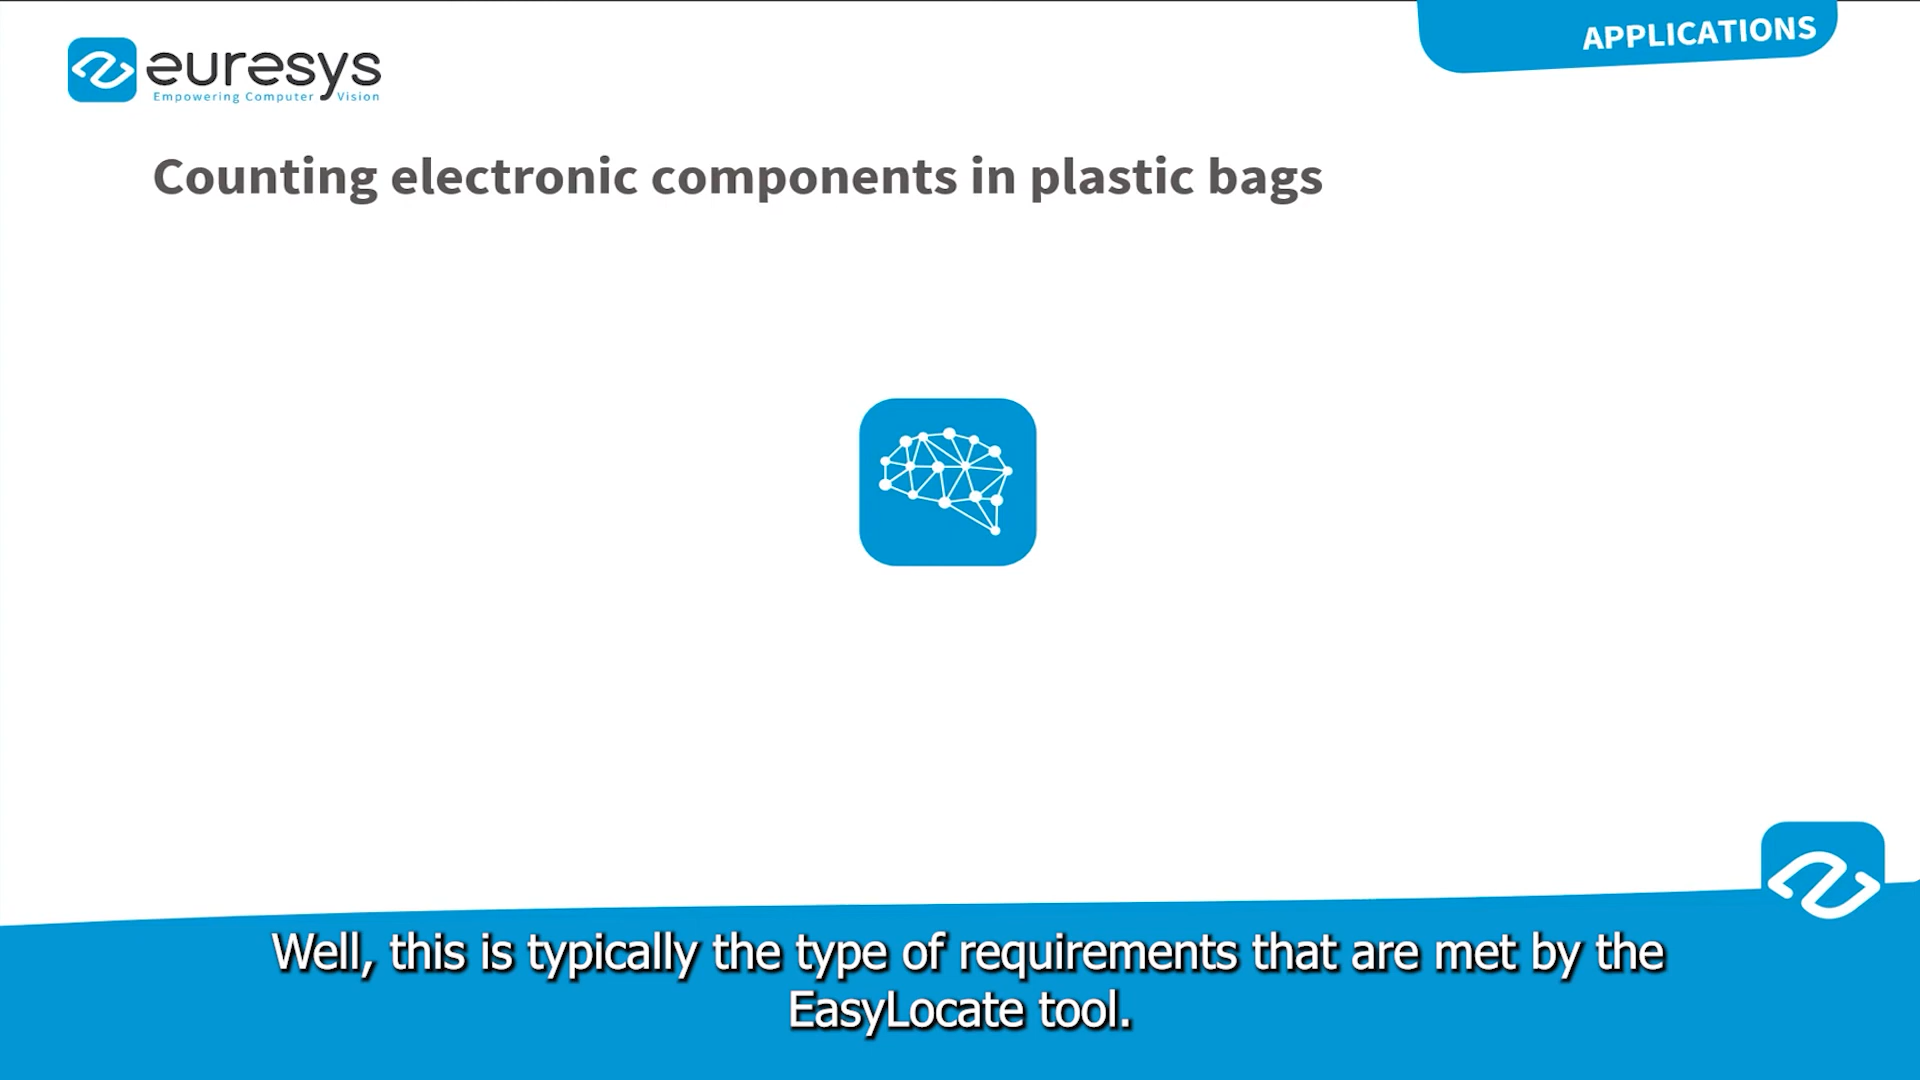 APPLICATIONS
euresys
Empowering Computer Vision
Counting electronic components in plastic bags
Well, this is typically the type of requirements that are met by the
EasyLocate tool.